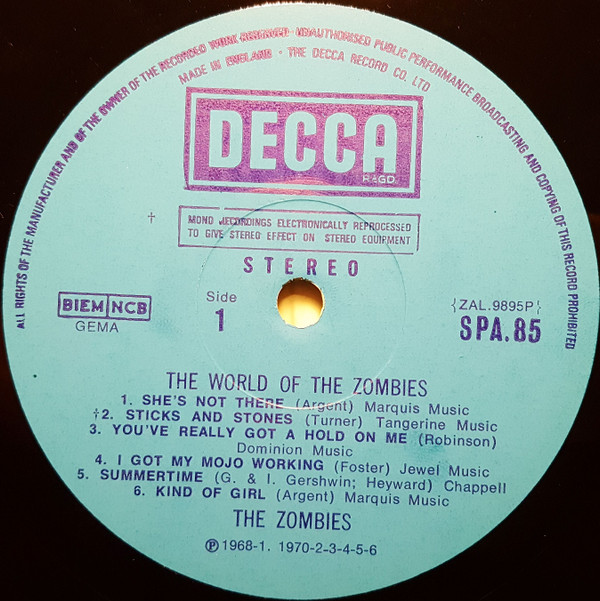 ALL RIGHTS OF THE MANUFACTURER AND OF THE OWNER OF THE RECORDED WORK RESERVED · UNAUTHORISED PUBLIC PERFORMANCE BROADCASTING AND COPYING OF THIS RECORD PROHIBITED
MADE IN ENGLAND · THE DECCA RECORD CO. LTD
DECCA
REGD.
† MONO RECORDINGS ELECTRONICALLY REPROCESSED
TO GIVE STEREO EFFECT ON STEREO EQUIPMENT
STEREO
BIEM NCB
GEMA
Side
1
{ZAL.9895P}
SPA.85
THE WORLD OF THE ZOMBIES
1. SHE'S NOT THERE (Argent) Marquis Music
†2. STICKS AND STONES (Turner) Tangerine Music
3. YOU'VE REALLY GOT A HOLD ON ME (Robinson)
Dominion Music
4. I GOT MY MOJO WORKING (Foster) Jewel Music
5. SUMMERTIME (G. & I. Gershwin; Heyward) Chappell
6. KIND OF GIRL (Argent) Marquis Music
THE ZOMBIES
℗ 1968-1. 1970-2-3-4-5-6